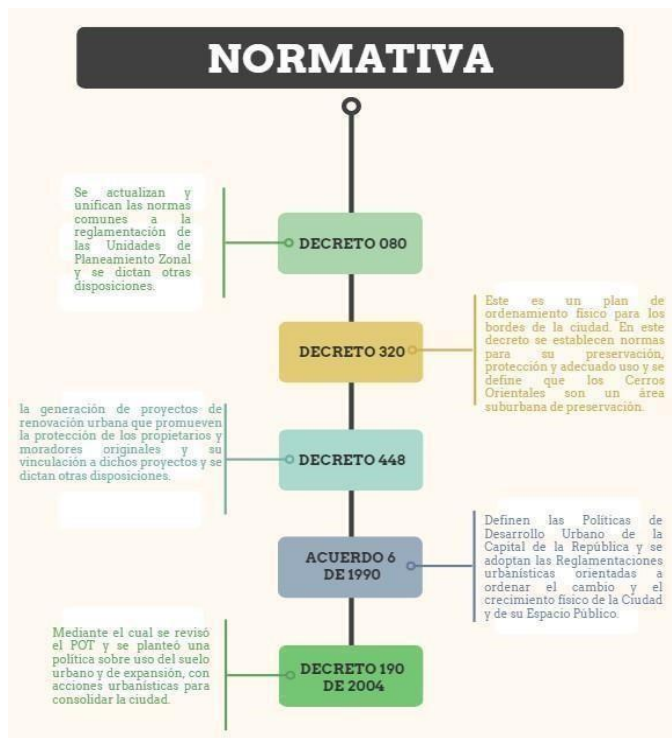 NORMATIVA
Se actualizan y
unifican las normas
comunes a la
reglamentación de
las Unidades de
Planeamiento Zonal
y se dictan otras
disposiciones.
DECRETO 080
DECRETO 320
Este es un plan de
ordenamiento físico para los
bordes de la ciudad. En este
decreto se establecen normas
para su preservación,
protección y adecuado uso y se
define que los Cerros
Orientales son un área
suburbana de preservación.
la generación de proyectos de
renovación urbana que promueven
la protección de los propietarios y
moradores originales y su
vinculación a dichos proyectos y se
dictan otras disposiciones.
DECRETO 448
ACUERDO 6
DE 1990
Definen las Políticas de
Desarrollo Urbano de la
Capital de la República y se
adoptan las Reglamentaciones
urbanísticas orientadas a
ordenar el cambio y el
crecimiento físico de la Ciudad
y de su Espacio Público.
Mediante el cual se revisó
el POT y se planteó una
política sobre uso del suelo
urbano y de expansión, con
acciones urbanísticas para
consolidar la ciudad.
DECRETO 190
DE 2004